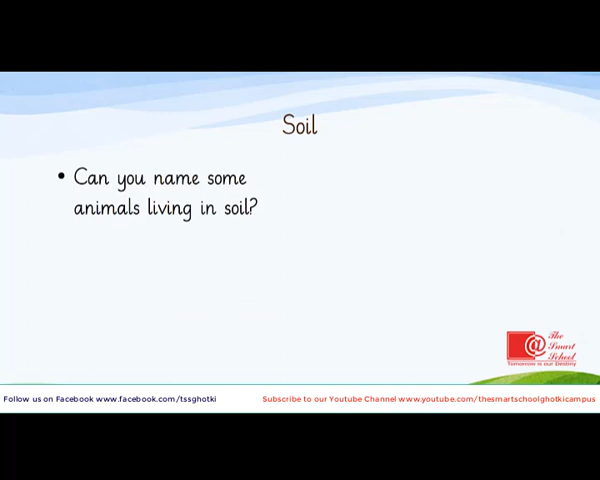 Soil
• Can you name some
animals living in soil?
@ The
Smart
School
Tomorrow is our Destiny
Follow us on Facebook www.facebook.com/tssghotki
Subscribe to our Youtube Channel www.youtube.com/thesmartschoolghotkicampus